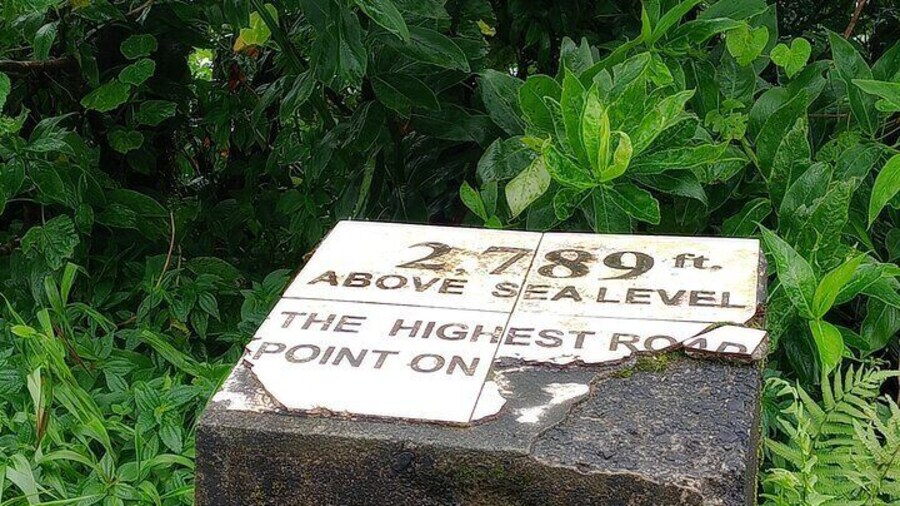 2,789 ft.
ABOVE SEA LEVEL
THE HIGHEST ROAD
POINT ON